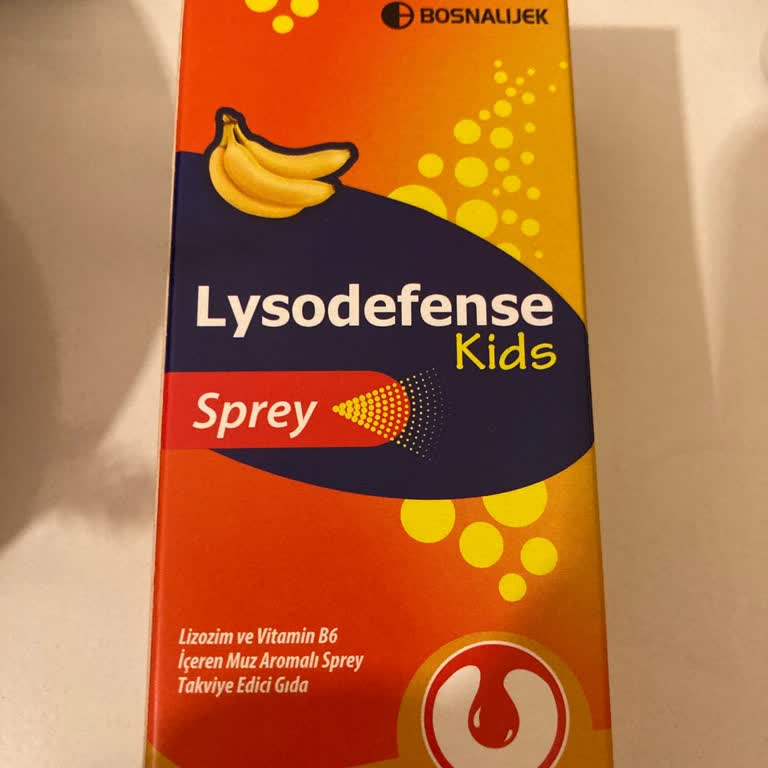 BOSNALIJEK
Lysodefense
Kids
Sprey
Lizozim ve Vitamin B6
İçeren Muz Aromalı Sprey
Takviye Edici Gıda